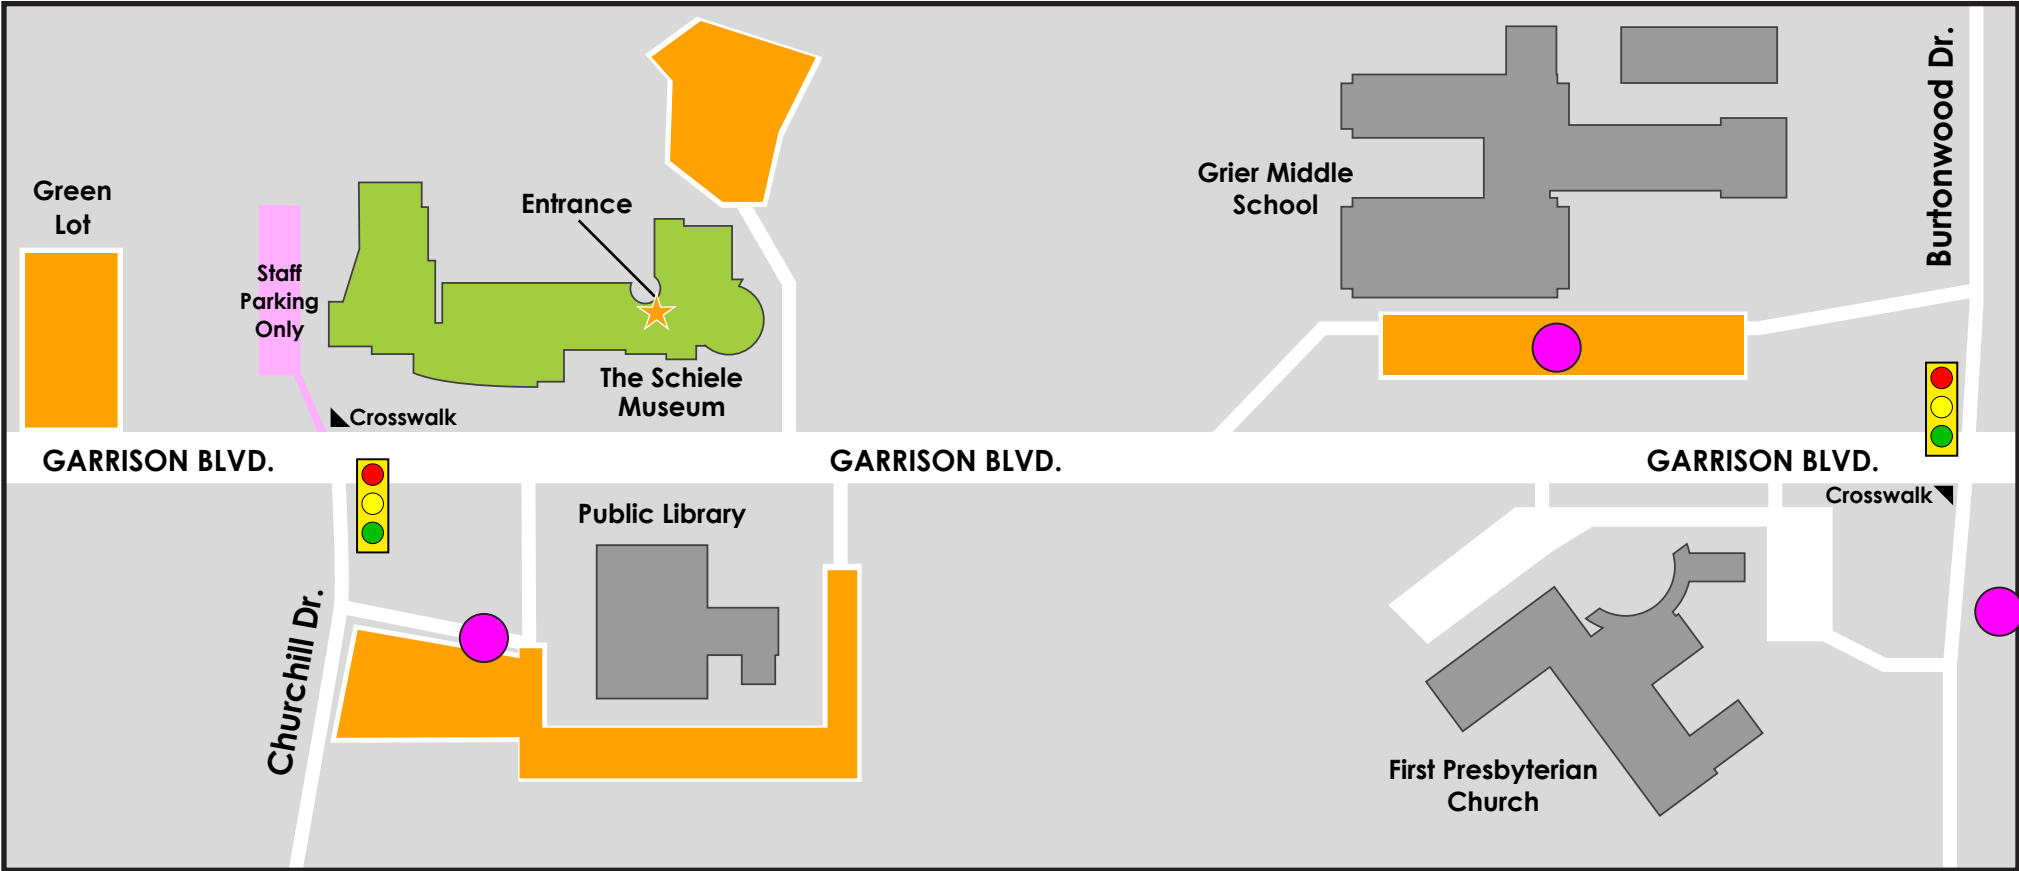 Green
Lot
Staff
Parking
Only
Entrance
The Schiele
Museum
Crosswalk
Grier Middle
School
Burtonwood Dr.
GARRISON BLVD.
GARRISON BLVD.
GARRISON BLVD.
Crosswalk
Public Library
Churchill Dr.
First Presbyterian
Church